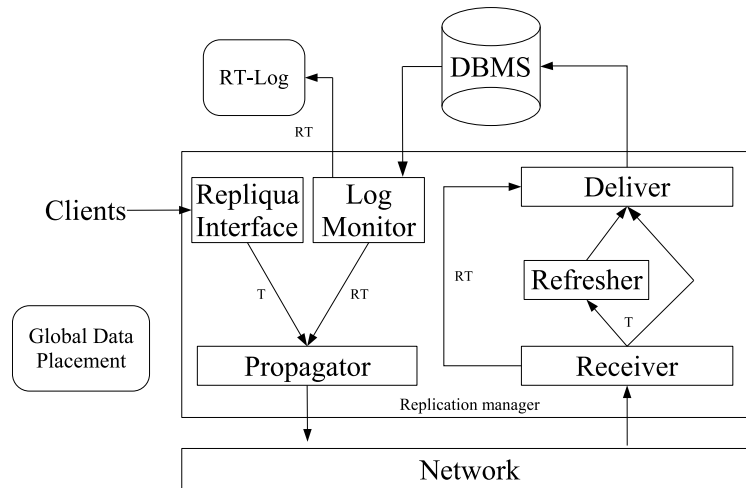 DBMS
RT-Log
RT
Repliqua
Interface
Log
Monitor
Deliver
Clients
RT
T
RT
Refresher
T
Global Data
Placement
Propagator
Receiver
Replication manager
Network